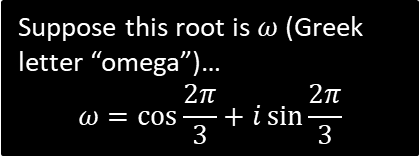 Suppose this root is ω (Greek
letter “omega”)…
ω = cos 2π/3 + i sin 2π/3